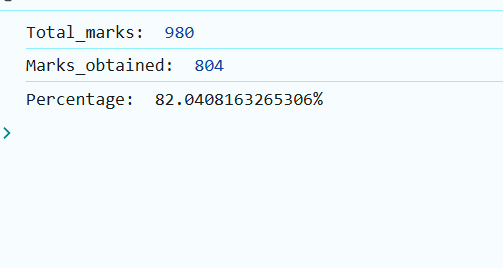 Total_marks: 980
Marks_obtained: 804
Percentage: 82.0408163265306%